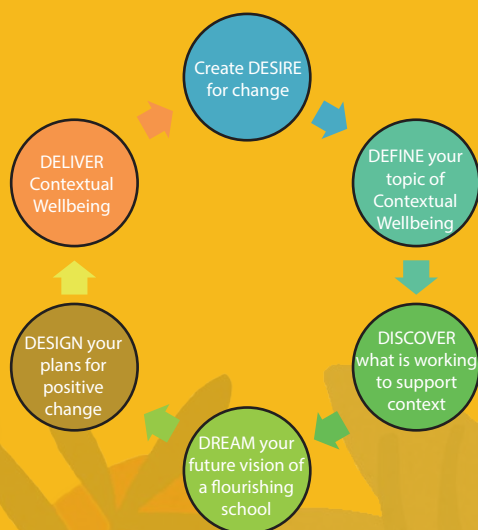 Create DESIRE
for change
DEFINE your
topic of
Contextual
Wellbeing
DISCOVER
what is working
to support
context
DREAM your
future vision of
a flourishing
school
DESIGN your
plans for
positive
change
DELIVER
Contextual
Wellbeing